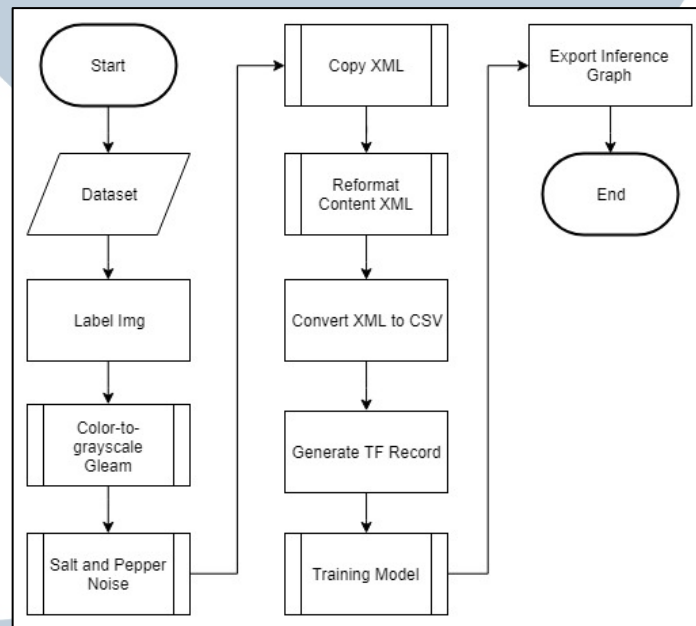 Start
Dataset
Label Img
Color-to-
grayscale
Gleam
Salt and Pepper
Noise
Copy XML
Reformat
Content XML
Convert XML to CSV
Generate TF Record
Training Model
Export Inference
Graph
End